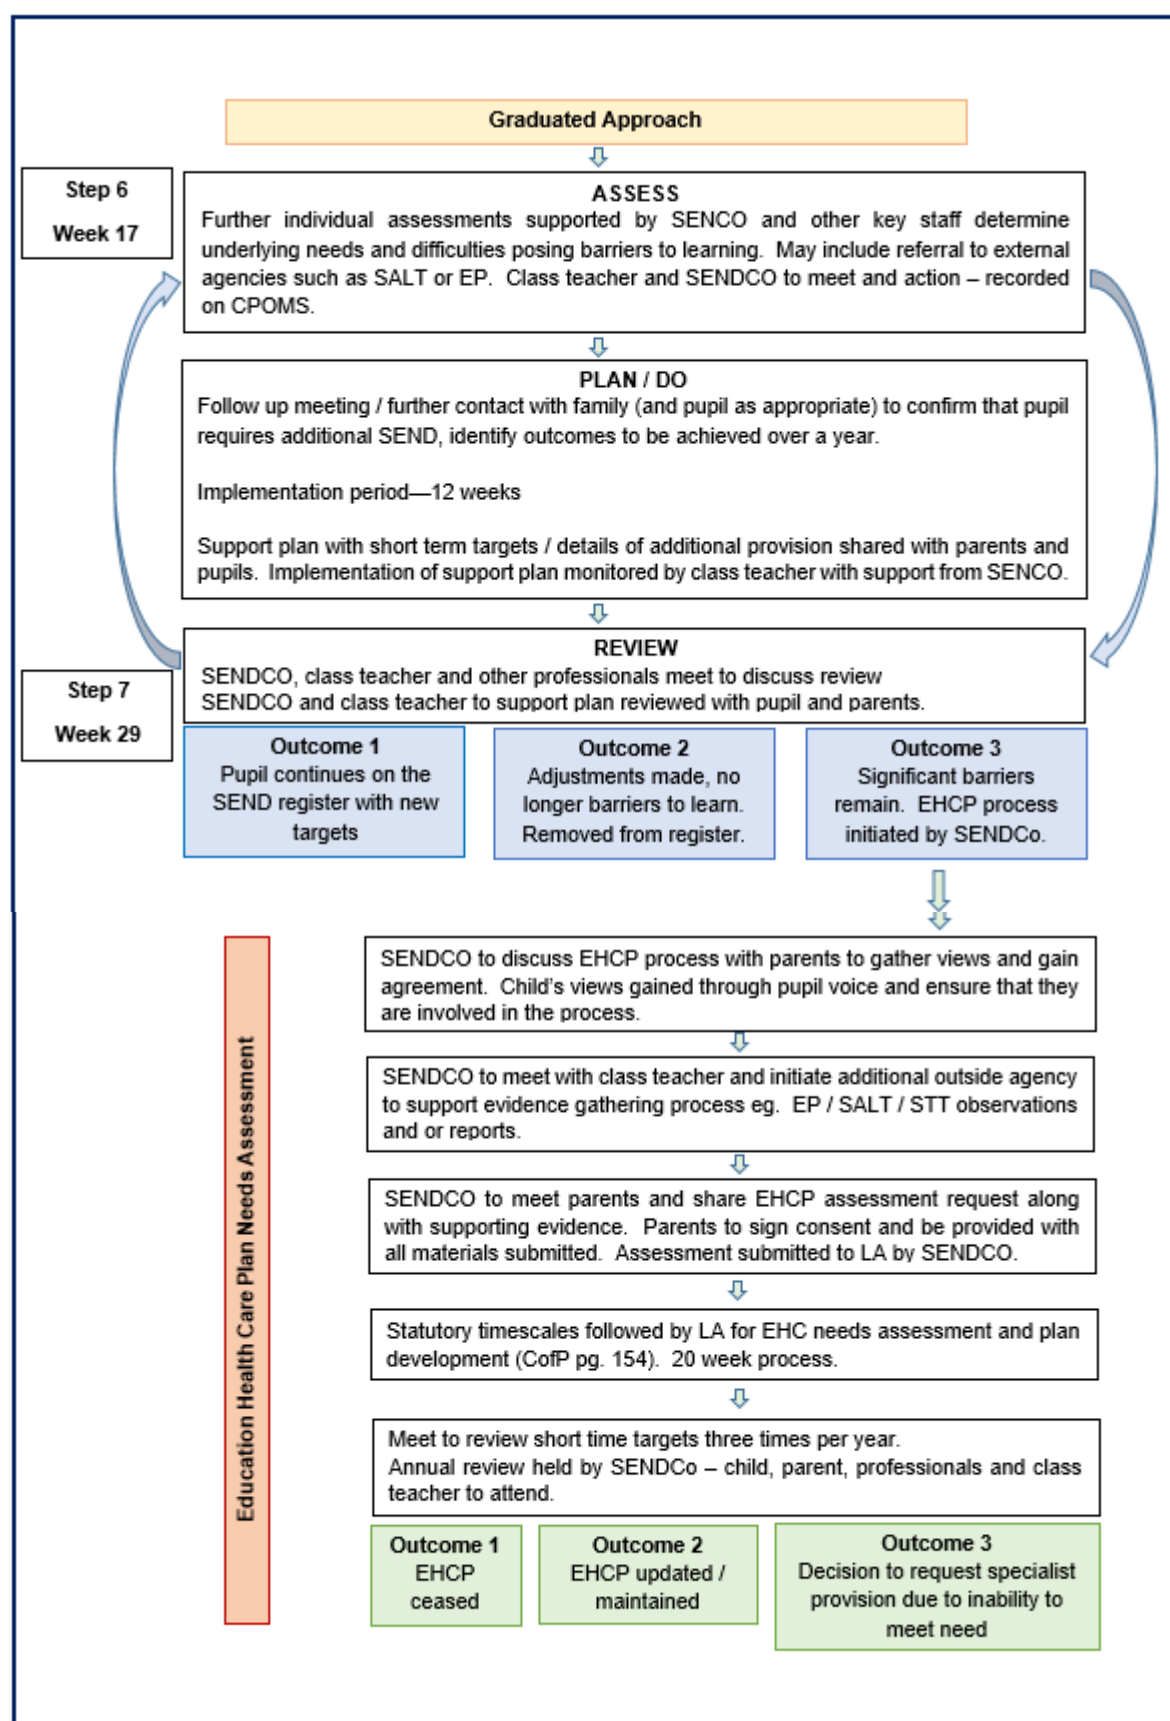 Graduated Approach
Step 6
Week 17
ASSESS
Further individual assessments supported by SENCO and other key staff determine
underlying needs and difficulties posing barriers to learning. May include referral to external
agencies such as SALT or EP. Class teacher and SENDCO to meet and action – recorded
on CPOMS.
PLAN / DO
Follow up meeting / further contact with family (and pupil as appropriate) to confirm that pupil
requires additional SEND, identify outcomes to be achieved over a year.
Implementation period—12 weeks
Support plan with short term targets / details of additional provision shared with parents and
pupils. Implementation of support plan monitored by class teacher with support from SENCO.
Step 7
Week 29
REVIEW
SENDCO, class teacher and other professionals meet to discuss review
SENDCO and class teacher to support plan reviewed with pupil and parents.
Outcome 1
Pupil continues on the
SEND register with new
targets
Outcome 2
Adjustments made, no
longer barriers to learn.
Removed from register.
Outcome 3
Significant barriers
remain. EHCP process
initiated by SENDCo.
Education Health Care Plan Needs Assessment
SENDCO to discuss EHCP process with parents to gather views and gain
agreement. Child's views gained through pupil voice and ensure that they
are involved in the process.
SENDCO to meet with class teacher and initiate additional outside agency
to support evidence gathering process eg. EP / SALT / STT observations
and or reports.
SENDCO to meet parents and share EHCP assessment request along
with supporting evidence. Parents to sign consent and be provided with
all materials submitted. Assessment submitted to LA by SENDCO.
Statutory timescales followed by LA for EHC needs assessment and plan
development (CofP pg. 154). 20 week process.
Meet to review short time targets three times per year.
Annual review held by SENDCo – child, parent, professionals and class
teacher to attend.
Outcome 1
EHCP
ceased
Outcome 2
EHCP updated /
maintained
Outcome 3
Decision to request specialist
provision due to inability to
meet need